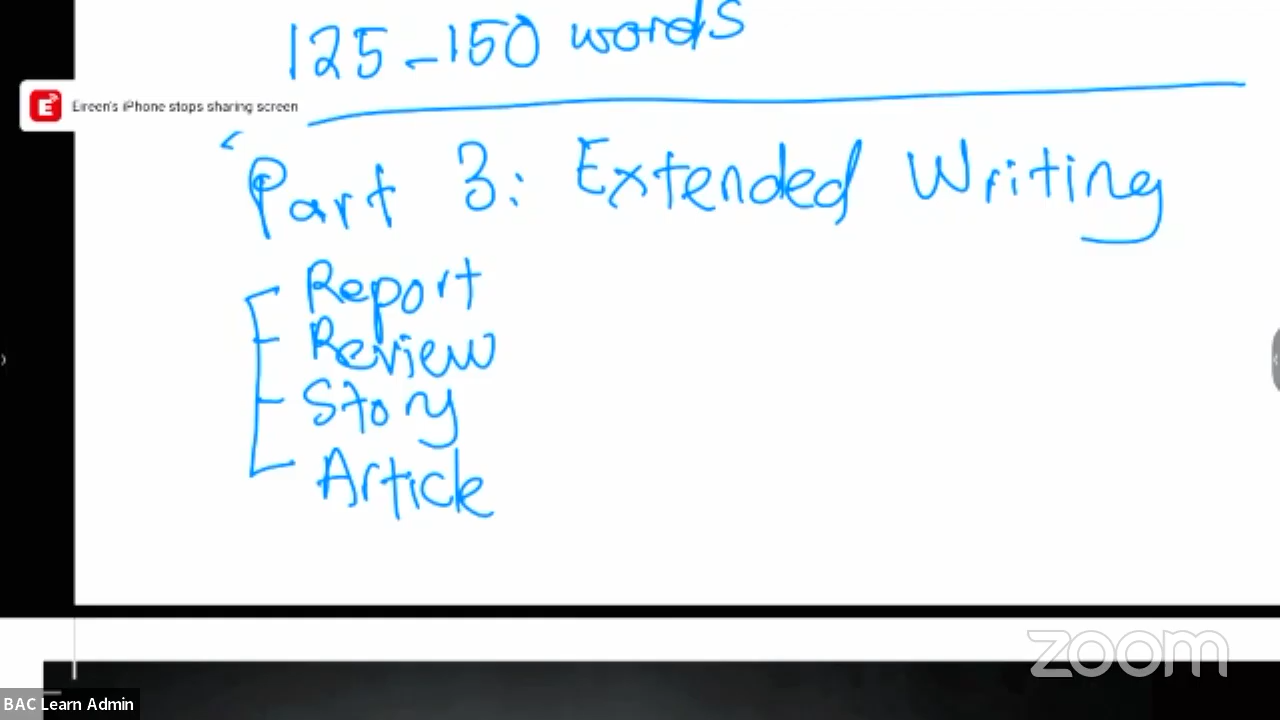 125-150 words
Eireen's iPhone stops sharing screen
Part 3: Extended Writing
Report
Review
Story
Article
zoom
BAC Learn Admin